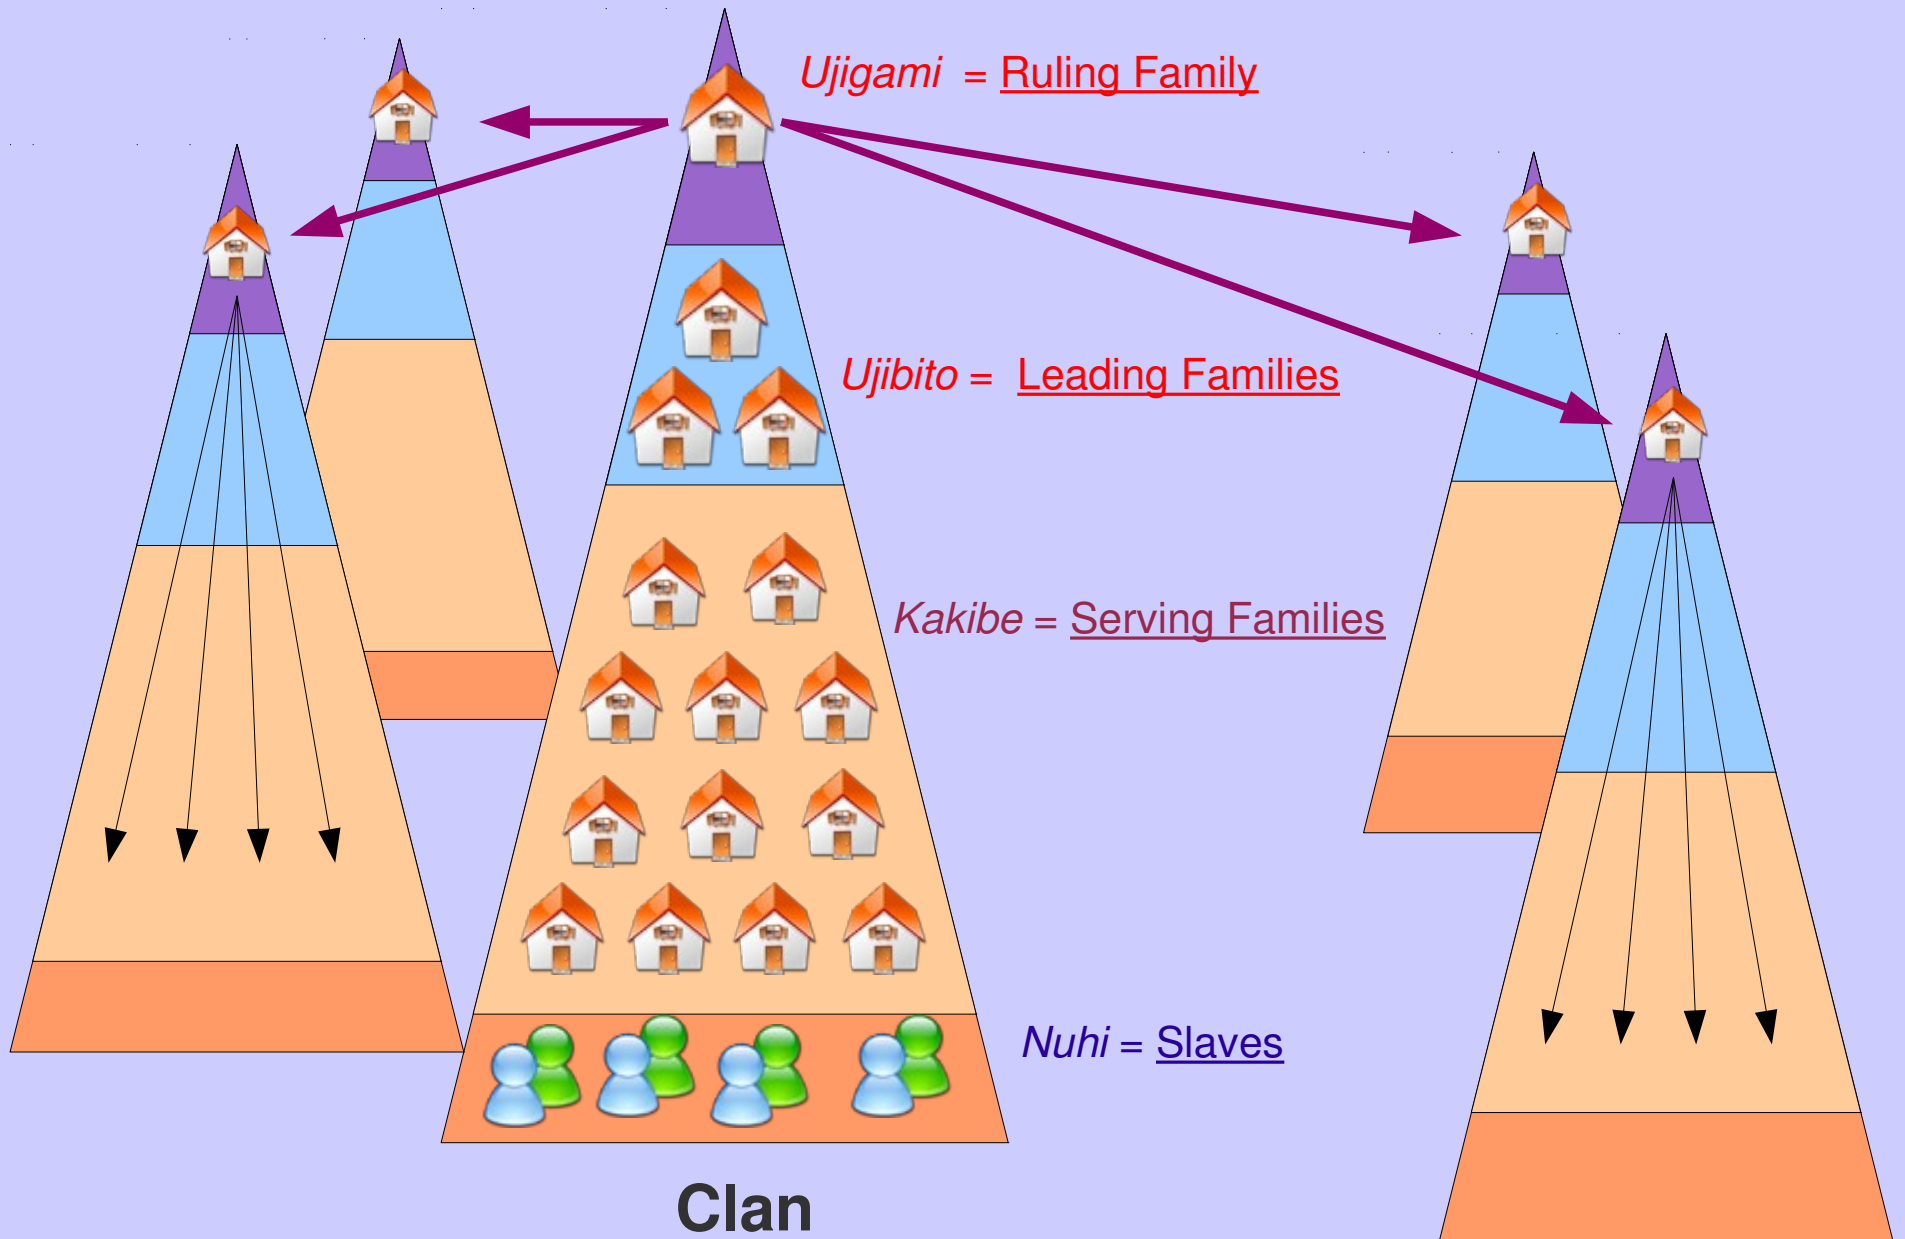 Ujigami = Ruling Family
Ujibito = Leading Families
Kakibe = Serving Families
Nuhi = Slaves
Clan